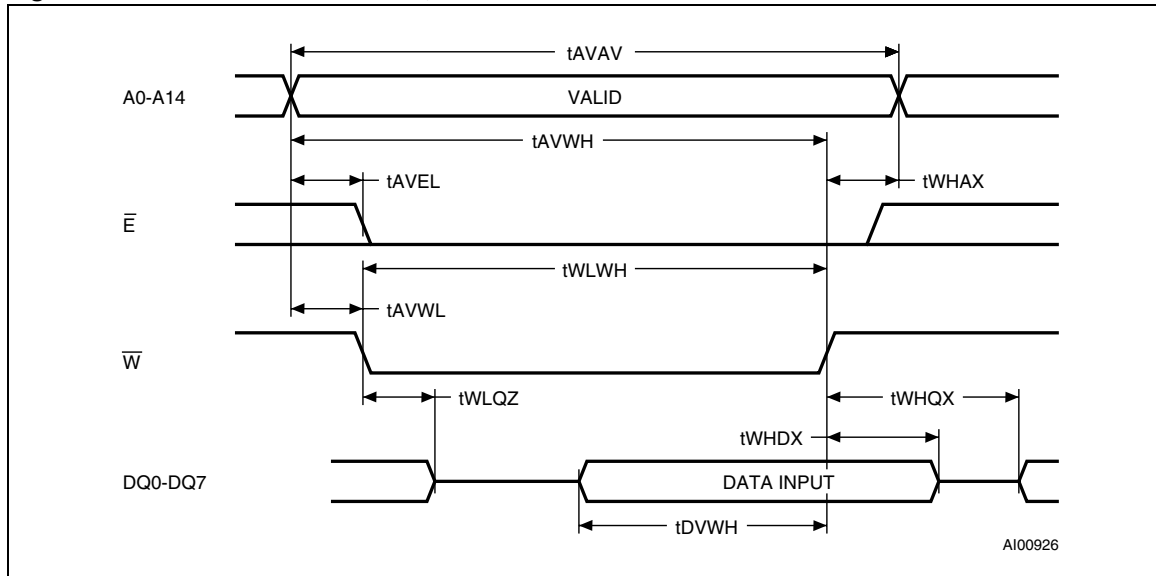 tAVAV
A0-A14
VALID
tAVWH
tAVEL
tWHAX
E̅
tWLWH
tAVWL
W̅
tWLQZ
tWHQX
tWHDX
DQ0-DQ7
DATA INPUT
tDVWH
AI00926